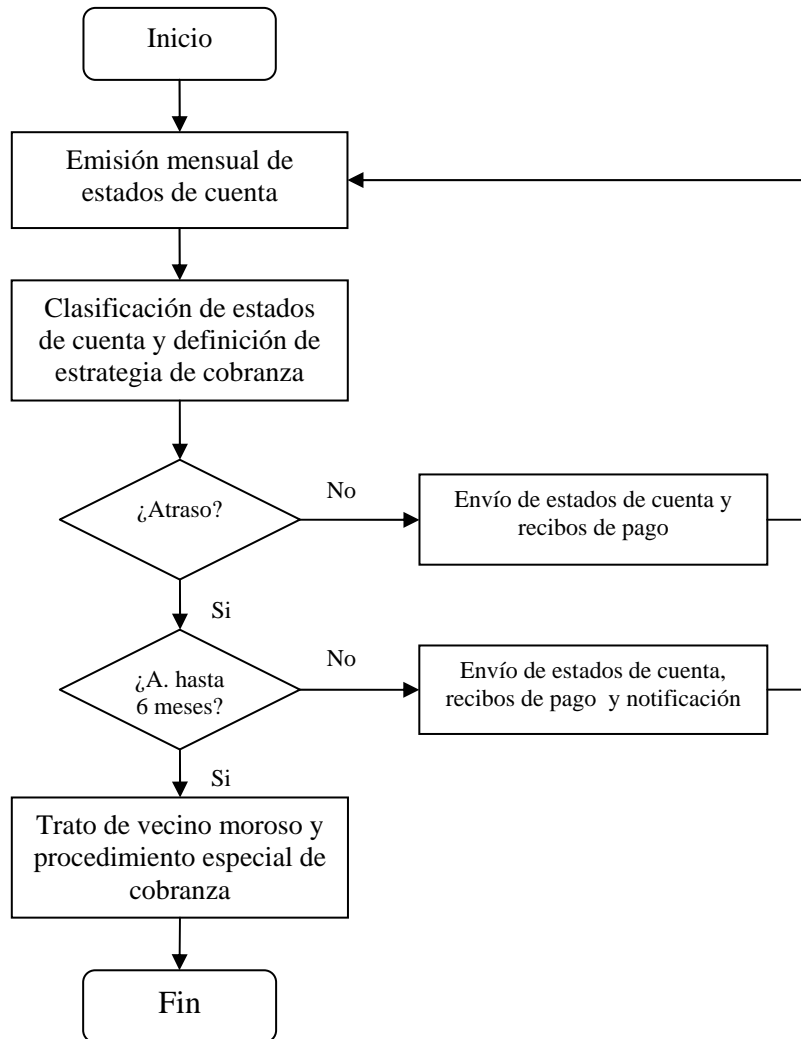 Inicio
Emisión mensual de
estados de cuenta
Clasificación de estados
de cuenta y definición de
estrategia de cobranza
¿Atraso?
No
Envío de estados de cuenta y
recibos de pago
Si
¿A. hasta
6 meses?
No
Envío de estados de cuenta,
recibos de pago y notificación
Si
Trato de vecino moroso y
procedimiento especial de
cobranza
Fin